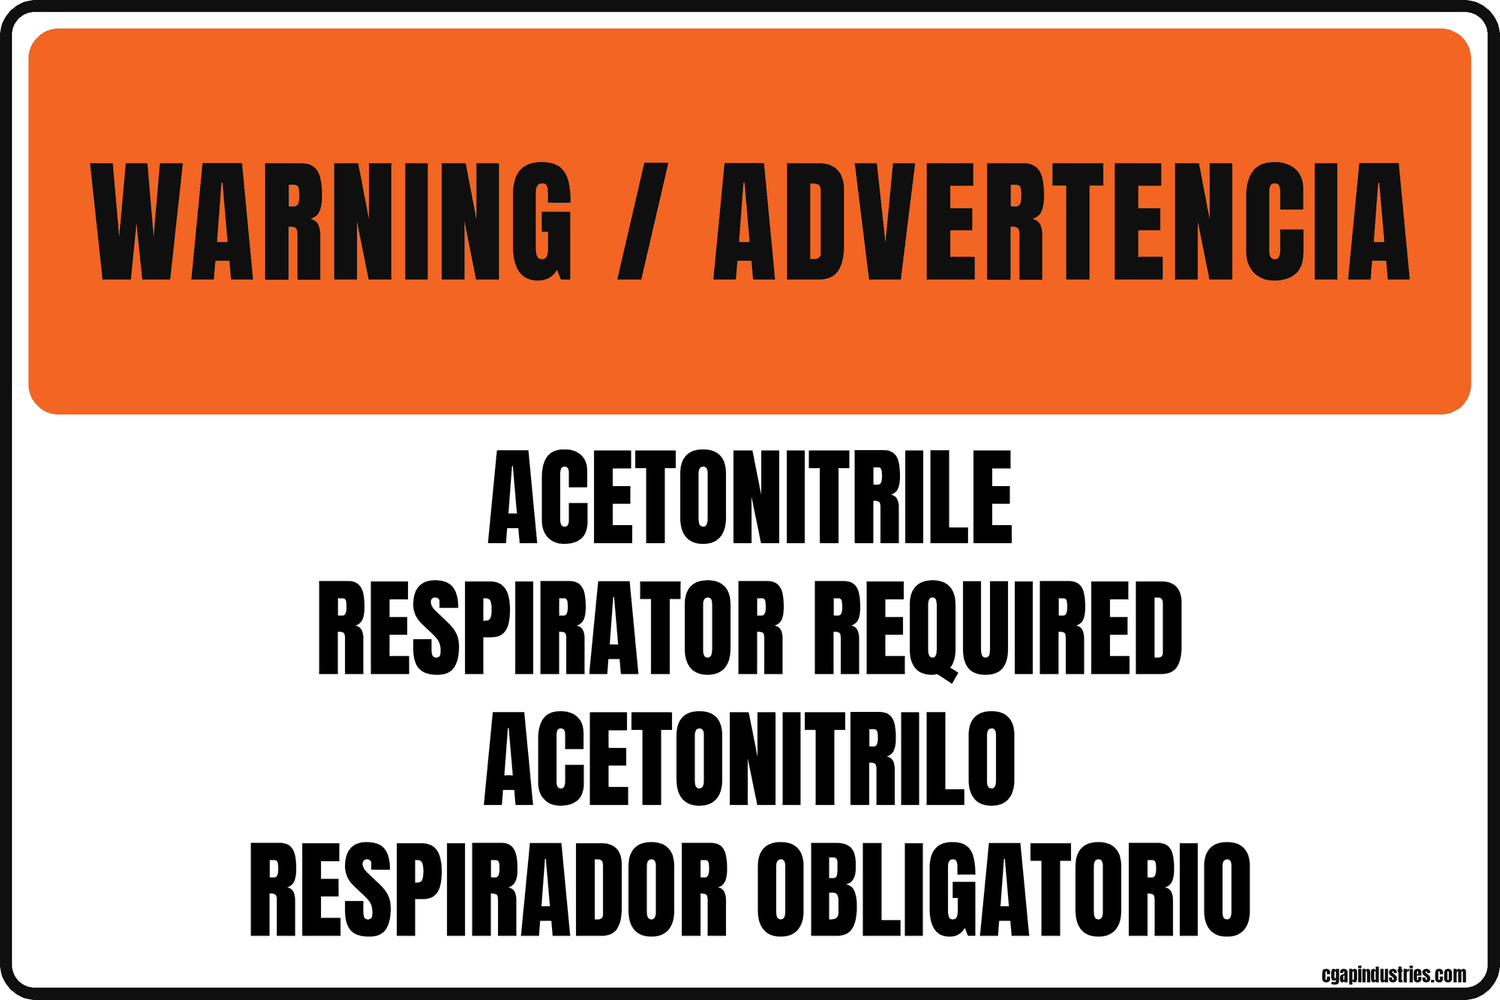 WARNING / ADVERTENCIA
ACETONITRILE
RESPIRATOR REQUIRED
ACETONITRILO
RESPIRADOR OBLIGATORIO
cgapindustries.com